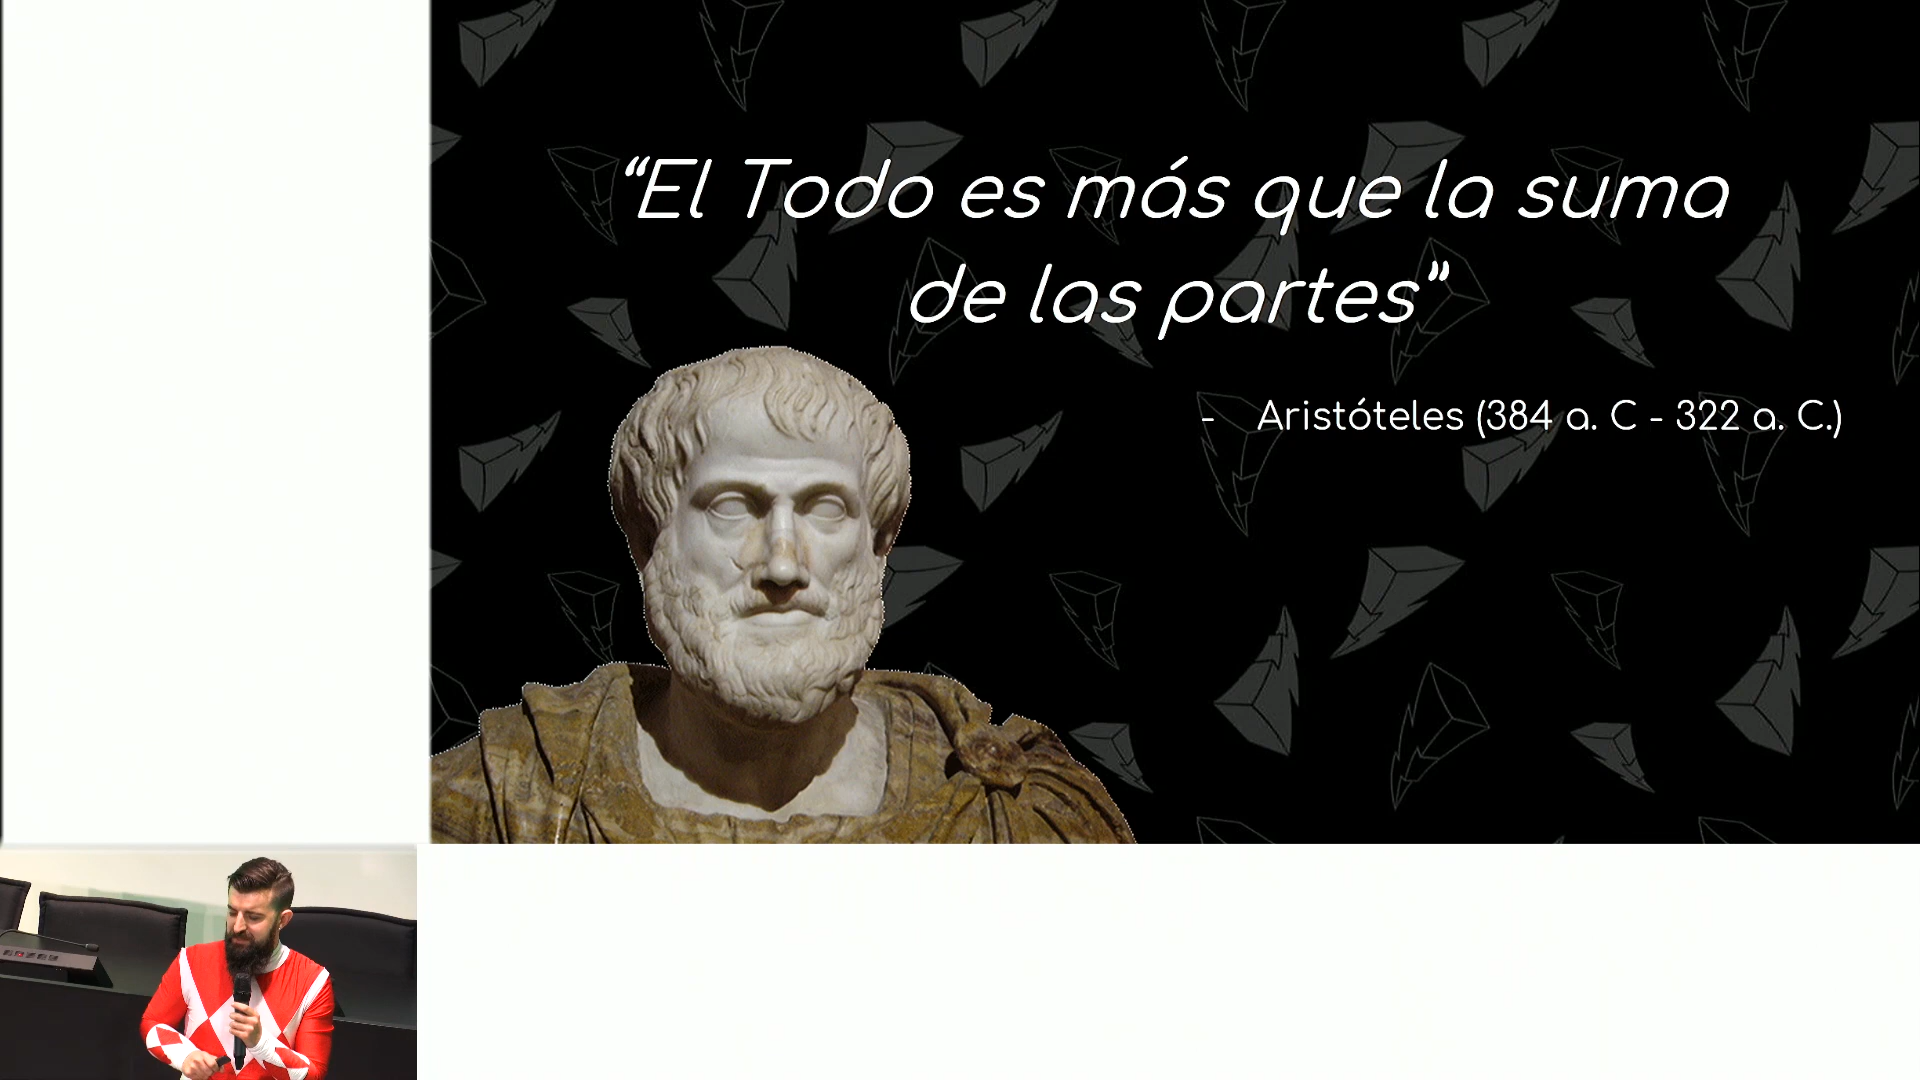 “El Todo es más que la suma
de las partes”
- Aristóteles (384 a. C - 322 a. C.)